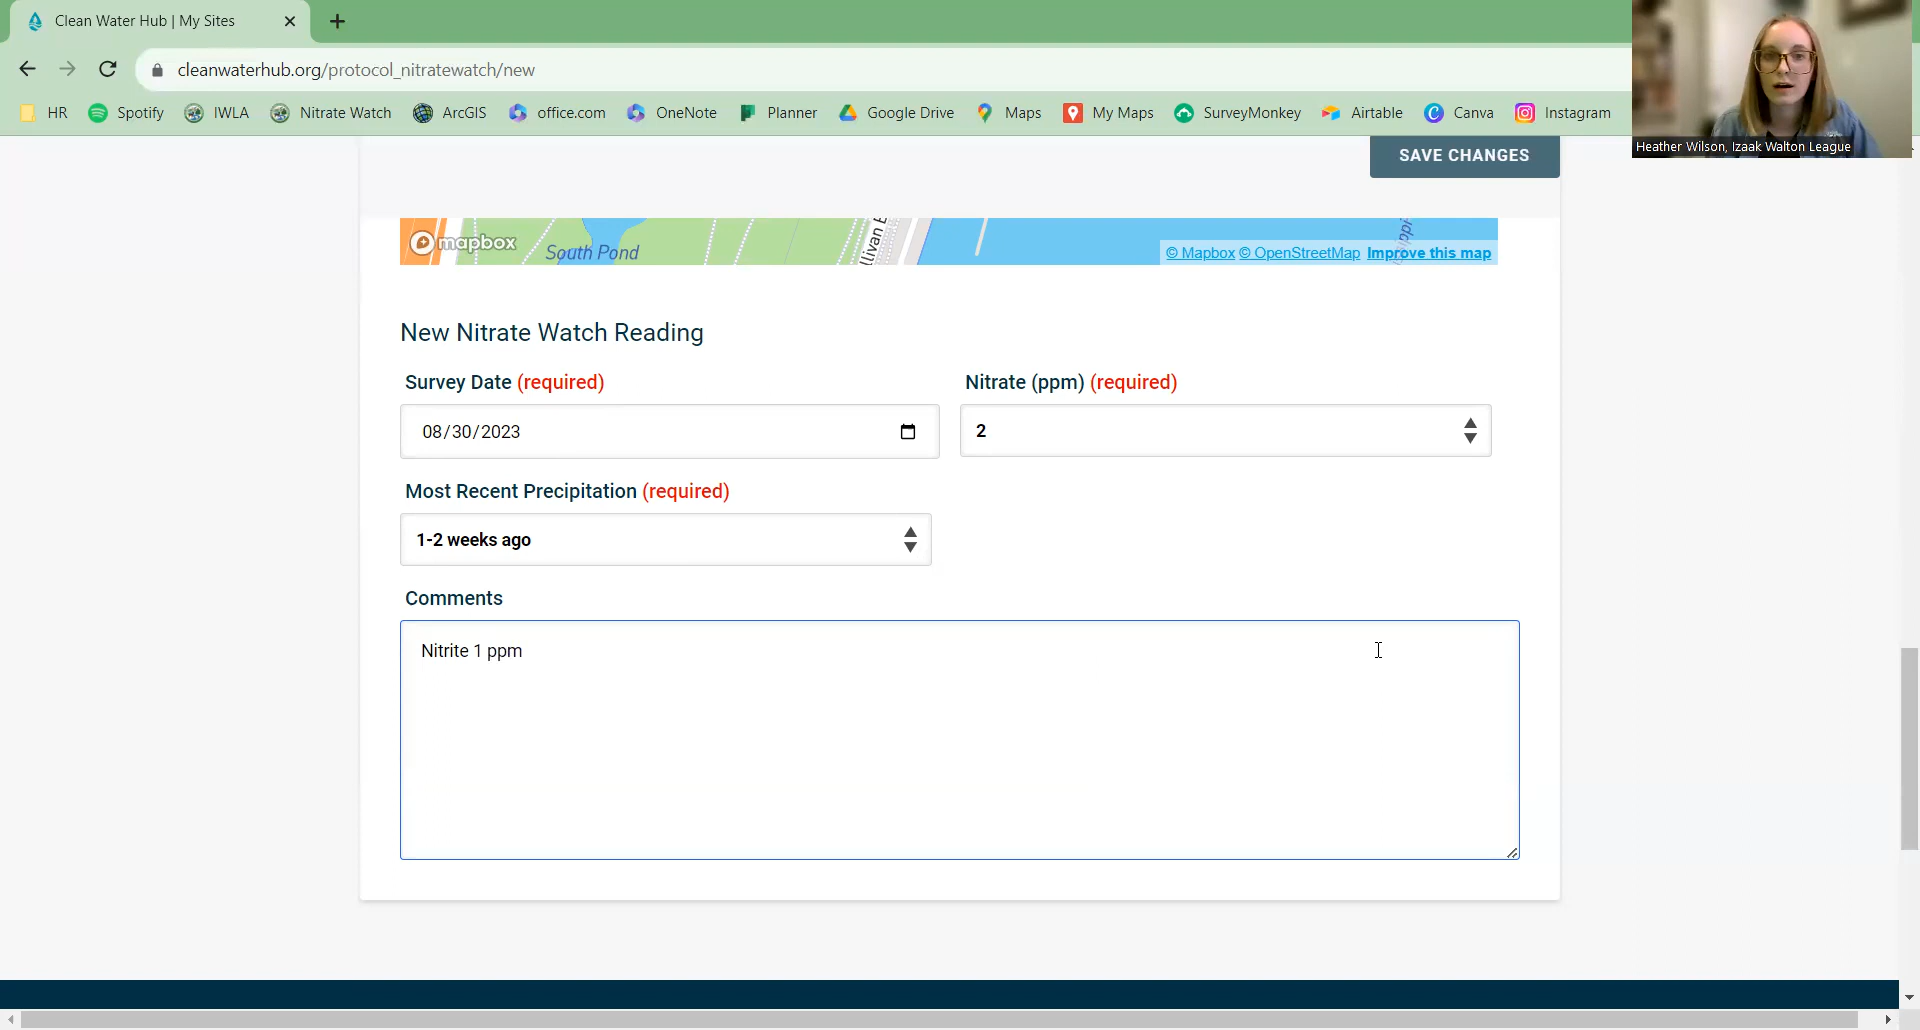 Clean Water Hub | My Sites
cleanwaterhub.org/protocol_nitratewatch/new
HR Spotify IWLA Nitrate Watch ArcGIS office.com OneNote Planner Google Drive Maps My Maps SurveyMonkey Airtable Canva Instagram
Heather Wilson, Izaak Walton League
SAVE CHANGES
mapbox
South Pond
© Mapbox © OpenStreetMap Improve this map
New Nitrate Watch Reading
Survey Date (required)
Nitrate (ppm) (required)
08/30/2023
2
Most Recent Precipitation (required)
1-2 weeks ago
Comments
Nitrite 1 ppm